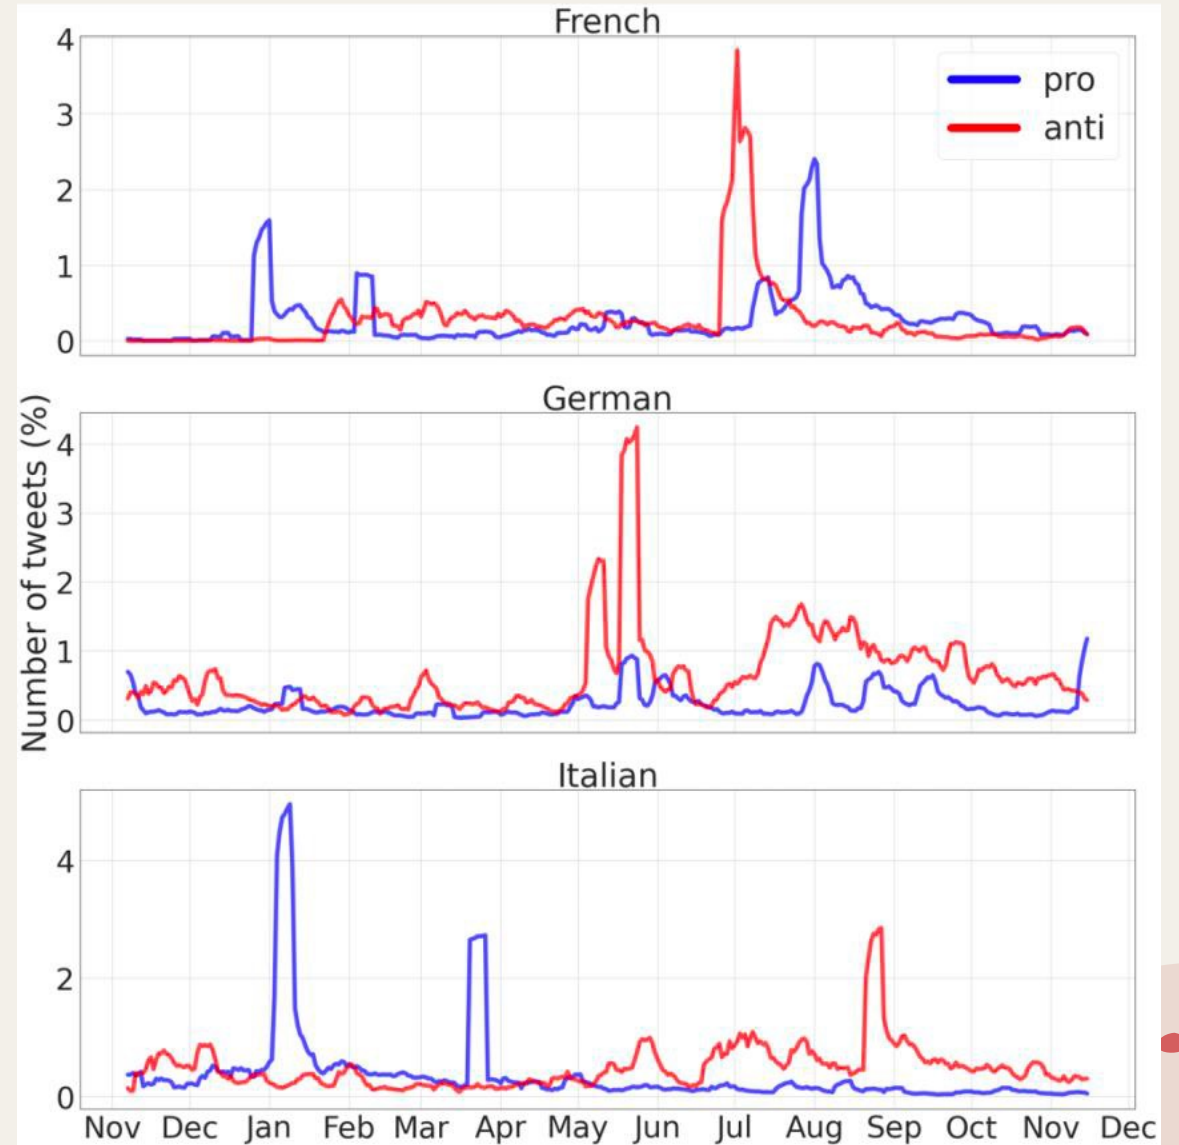 French
4
3
2
1
0
pro
anti
Number of tweets (%)
German
4
3
2
1
0
Italian
4
2
0
Nov Dec Jan Feb Mar Apr May Jun Jul Aug Sep Oct Nov Dec